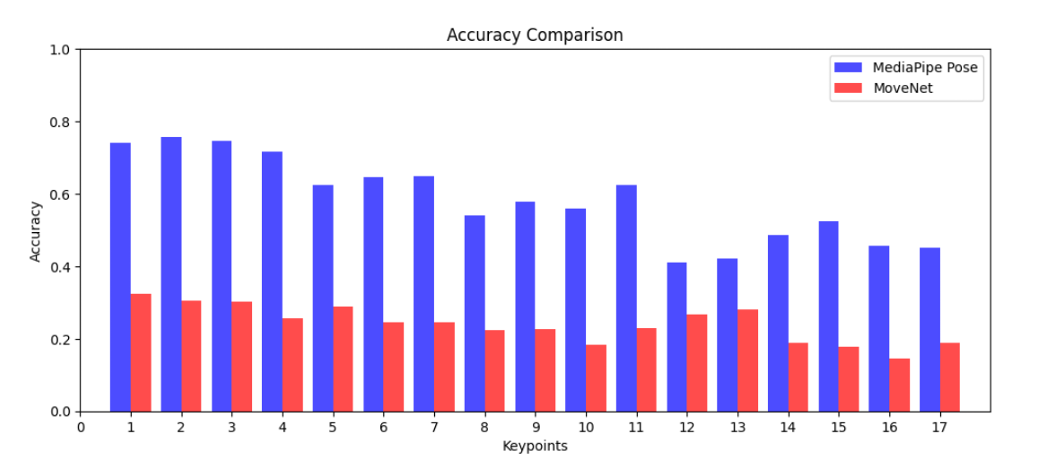 Accuracy Comparison
MediaPipe Pose
MoveNet
1.0
0.8
0.6
0.4
0.2
0.0
Accuracy
0 1 2 3 4 5 6 7 8 9 10 11 12 13 14 15 16 17
Keypoints